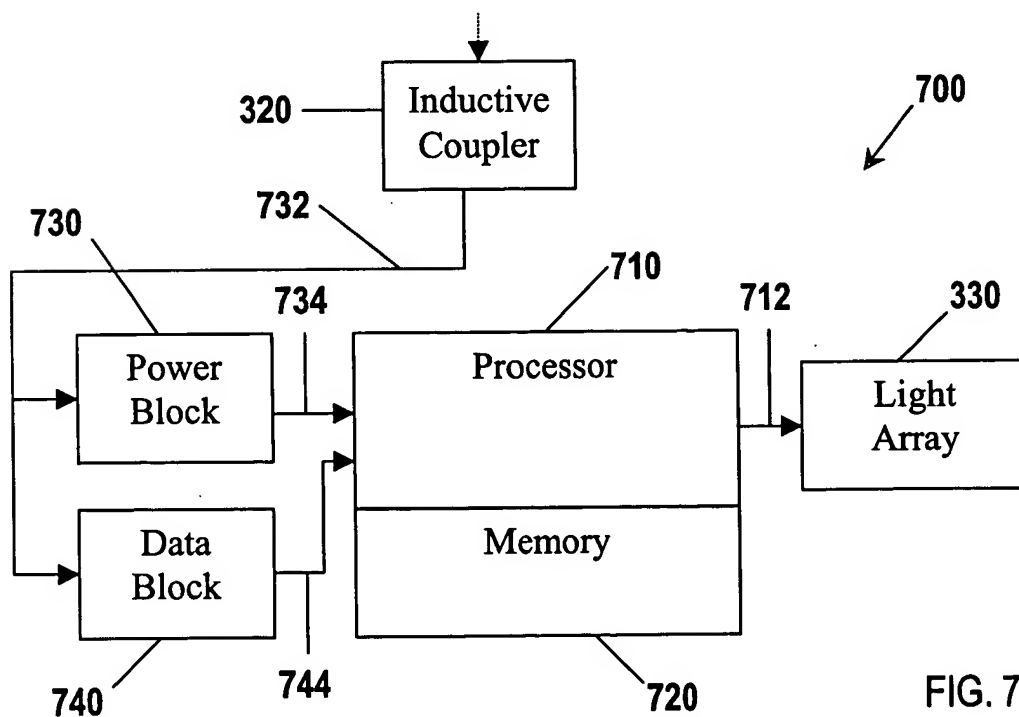 320
Inductive
Coupler
700
732
730
734
710
712
330
Power
Block
Processor
Light
Array
Data
Block
Memory
740
744
720
FIG. 7